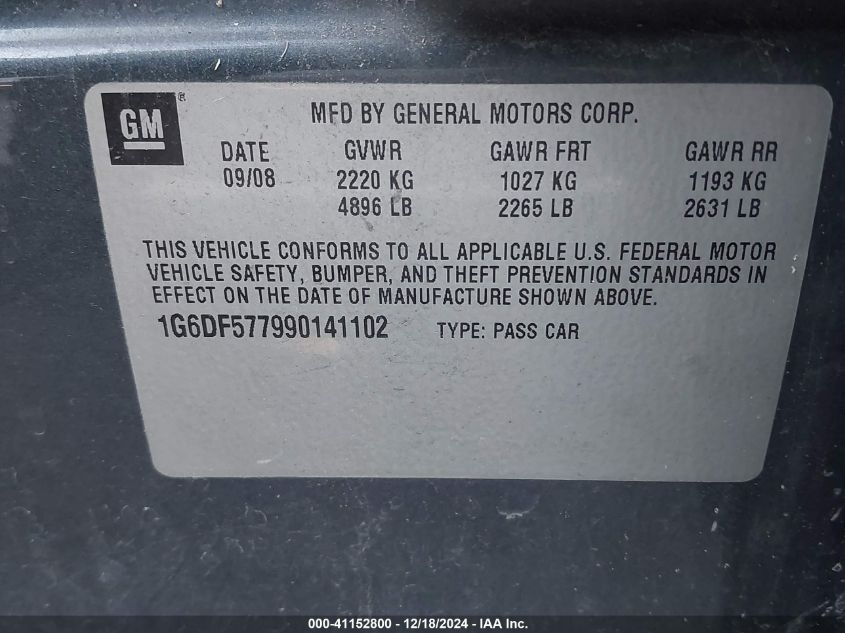 GM® MFD BY GENERAL MOTORS CORP.
DATE GVWR GAWR FRT GAWR RR
09/08 2220 KG 1027 KG 1193 KG
4896 LB 2265 LB 2631 LB
THIS VEHICLE CONFORMS TO ALL APPLICABLE U.S. FEDERAL MOTOR
VEHICLE SAFETY, BUMPER, AND THEFT PREVENTION STANDARDS IN
EFFECT ON THE DATE OF MANUFACTURE SHOWN ABOVE.
1G6DF577990141102 TYPE: PASS CAR
000-41152800 - 12/18/2024 - IAA Inc.